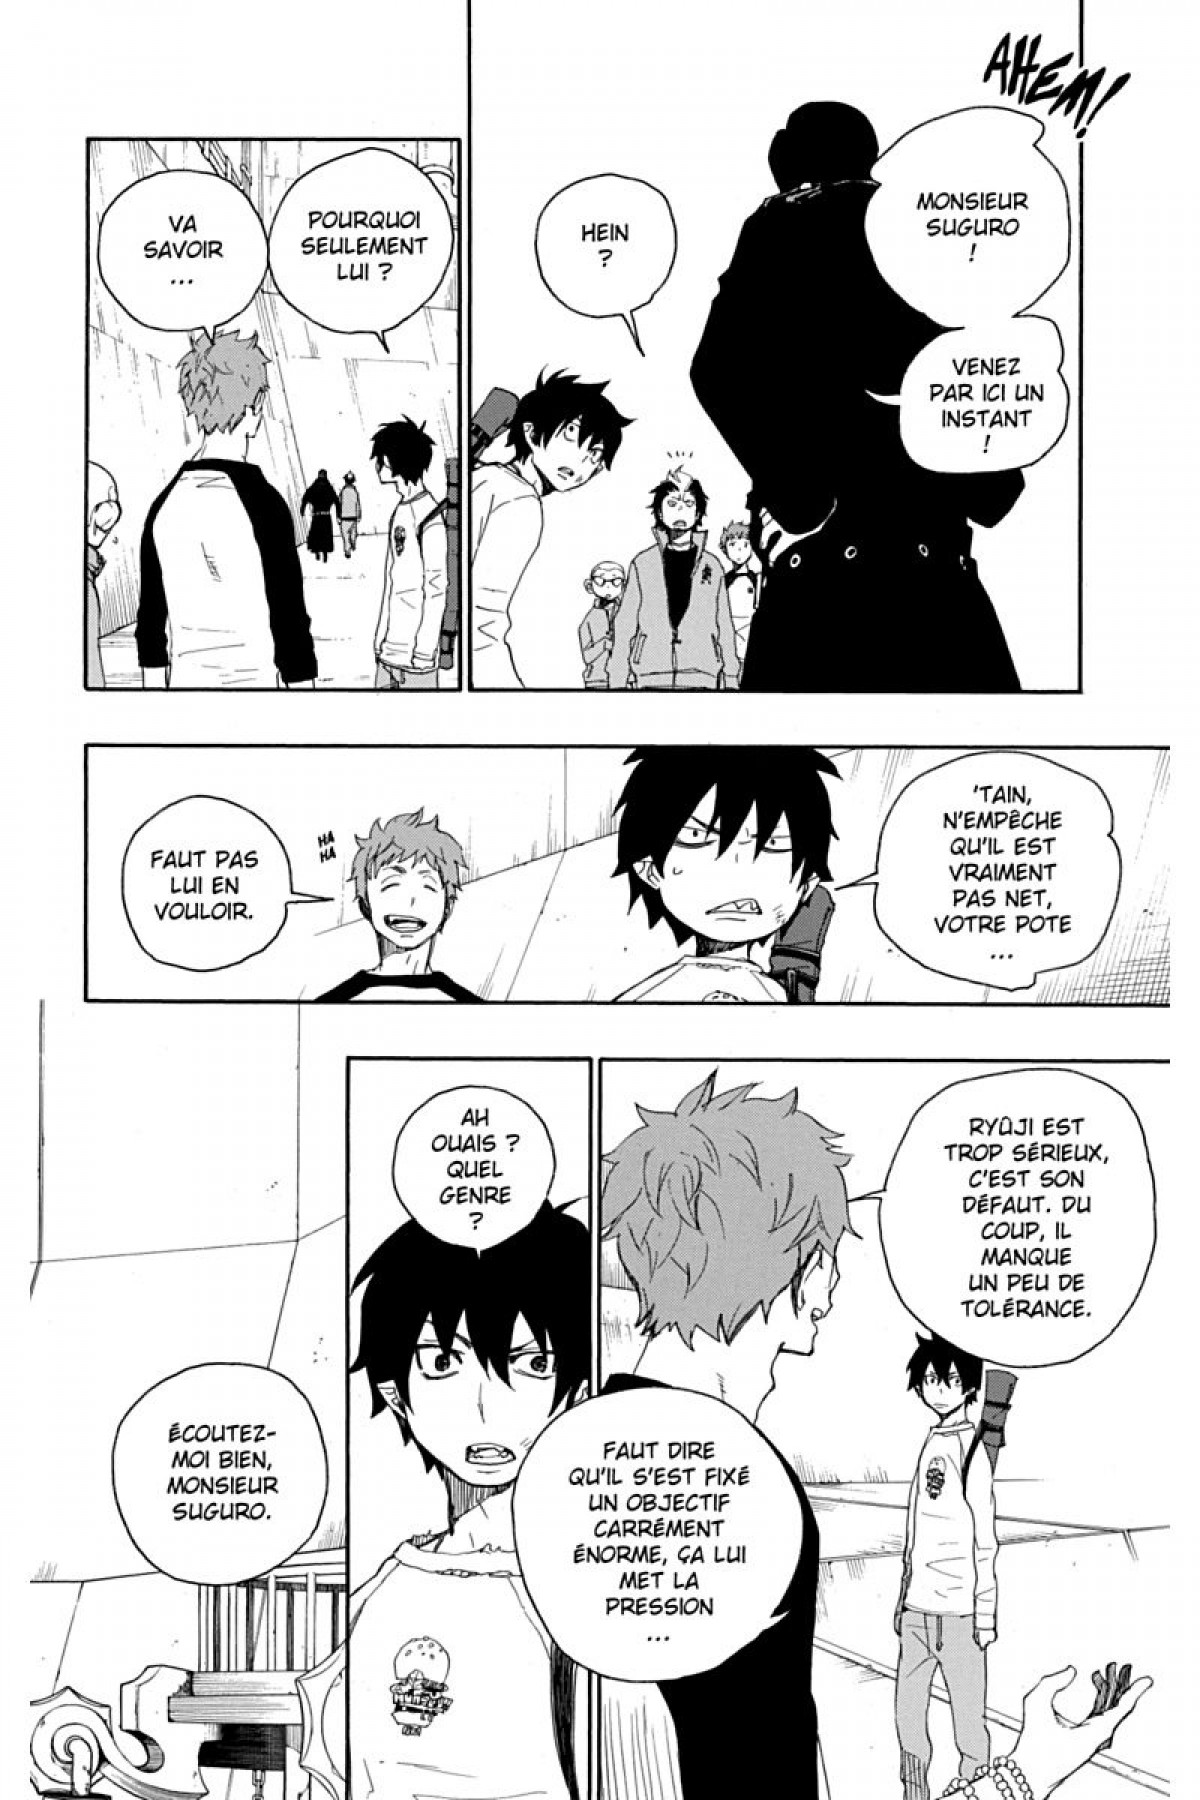 AHEM!
MONSIEUR
SUGURO
!
VENEZ
PAR ICI UN
INSTANT
!
HEIN
?
POURQUOI
SEULEMENT
LUI ?
VA
SAVOIR
...
'TAIN,
N'EMPÊCHE
QU'IL EST
VRAIMENT
PAS NET,
VOTRE POTE
...
HA
HA
FAUT PAS
LUI EN
VOULOIR.
RYÛJI EST
TROP SÉRIEUX,
C'EST SON
DÉFAUT. DU
COUP, IL
MANQUE
UN PEU DE
TOLÉRANCE.
FAUT DIRE
QU'IL S'EST FIXÉ
UN OBJECTIF
CARRÉMENT
ÉNORME, ÇA LUI
MET LA
PRESSION
...
AH
OUAIS ?
QUEL
GENRE
?
ÉCOUTEZ-
MOI BIEN,
MONSIEUR
SUGURO.